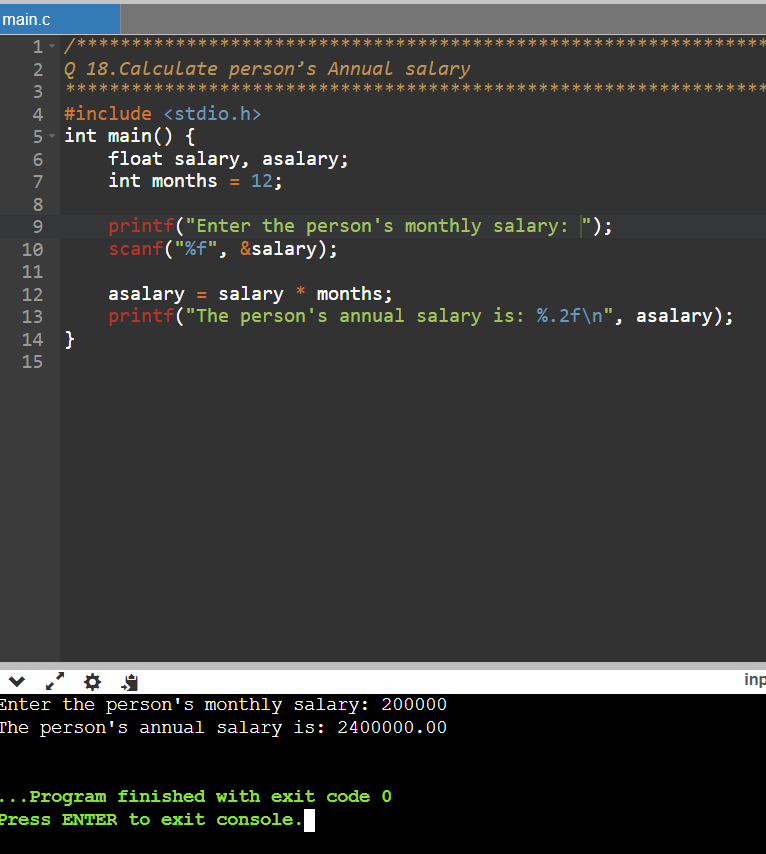 main.c
1 /***************************************************************
2 Q 18.Calculate person’s Annual salary
3 ****************************************************************
4 #include <stdio.h>
5 int main() {
6     float salary, asalary;
7     int months = 12;
8
9     printf("Enter the person's monthly salary: ");
10     scanf("%f", &salary);
11
12     asalary = salary * months;
13     printf("The person's annual salary is: %.2f\n", asalary);
14 }
15
inp
Enter the person's monthly salary: 200000
The person's annual salary is: 2400000.00
...Program finished with exit code 0
Press ENTER to exit console.